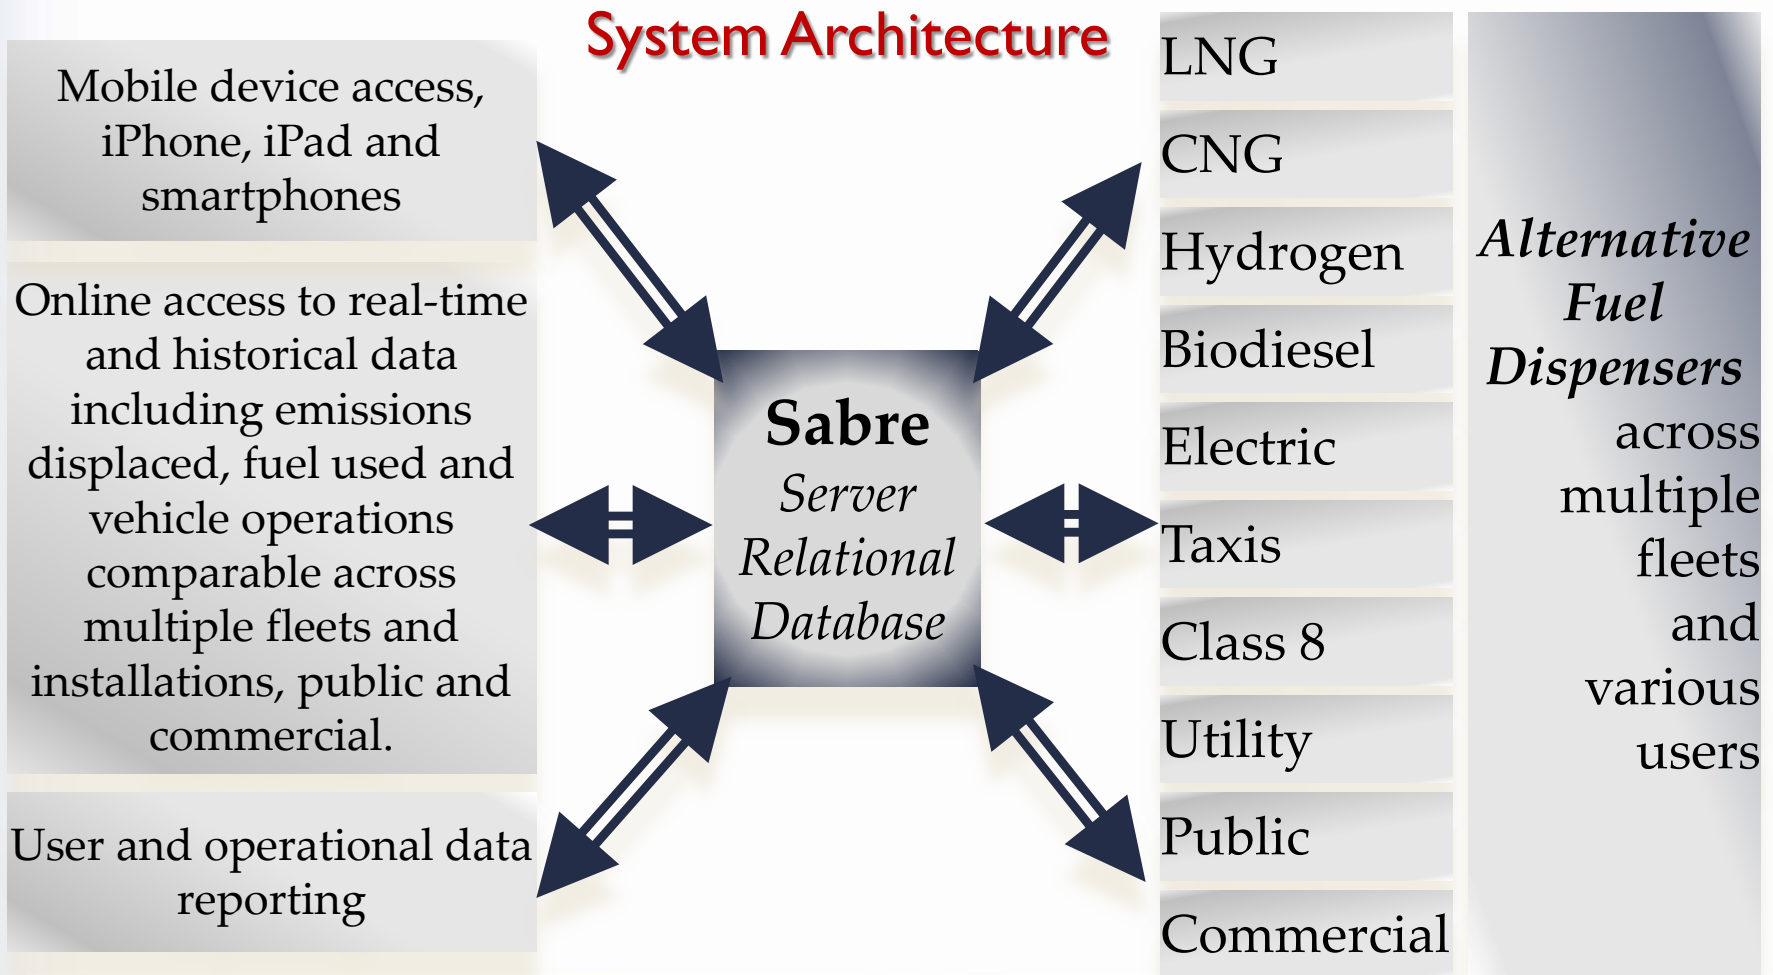 System Architecture
Mobile device access,
iPhone, iPad and
smartphones
Online access to real-time
and historical data
including emissions
displaced, fuel used and
vehicle operations
comparable across
multiple fleets and
installations, public and
commercial.
User and operational data
reporting
Sabre
Server
Relational
Database
LNG
CNG
Hydrogen
Biodiesel
Electric
Taxis
Class 8
Utility
Public
Commercial
Alternative
Fuel
Dispensers
across
multiple
fleets
and
various
users